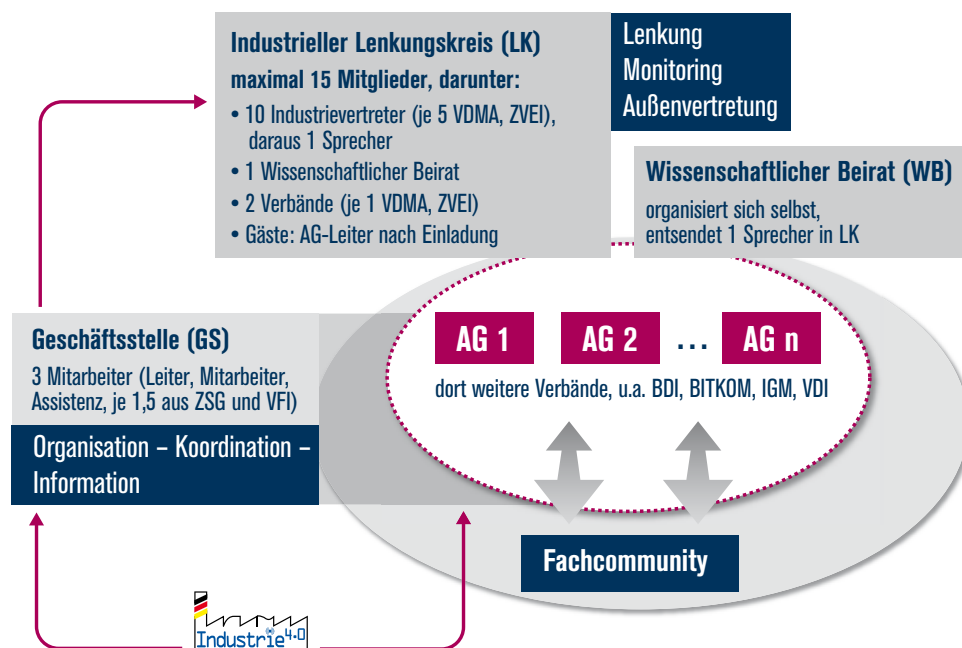 Industrieller Lenkungskreis (LK)
maximal 15 Mitglieder, darunter:
• 10 Industrievertreter (je 5 VDMA, ZVEI),
daraus 1 Sprecher
• 1 Wissenschaftlicher Beirat
• 2 Verbände (je 1 VDMA, ZVEI)
• Gäste: AG-Leiter nach Einladung
Lenkung
Monitoring
Außenvertretung
Wissenschaftlicher Beirat (WB)
organisiert sich selbst,
entsendet 1 Sprecher in LK
Geschäftsstelle (GS)
3 Mitarbeiter (Leiter, Mitarbeiter,
Assistenz, je 1,5 aus ZSG und VFI)
Organisation – Koordination –
Information
AG 1 AG 2 ... AG n
dort weitere Verbände, u.a. BDI, BITKOM, IGM, VDI
Fachcommunity
Industrie 4.0